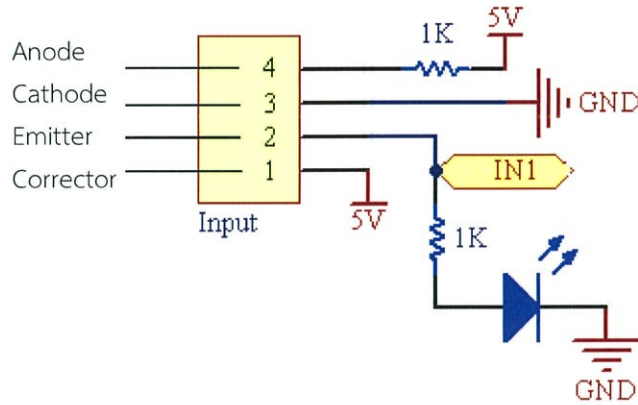 1K
5V
Anode
4
Cathode
3
GND
Emitter
2
Corrector
1
IN1
5V
Input
1K
GND